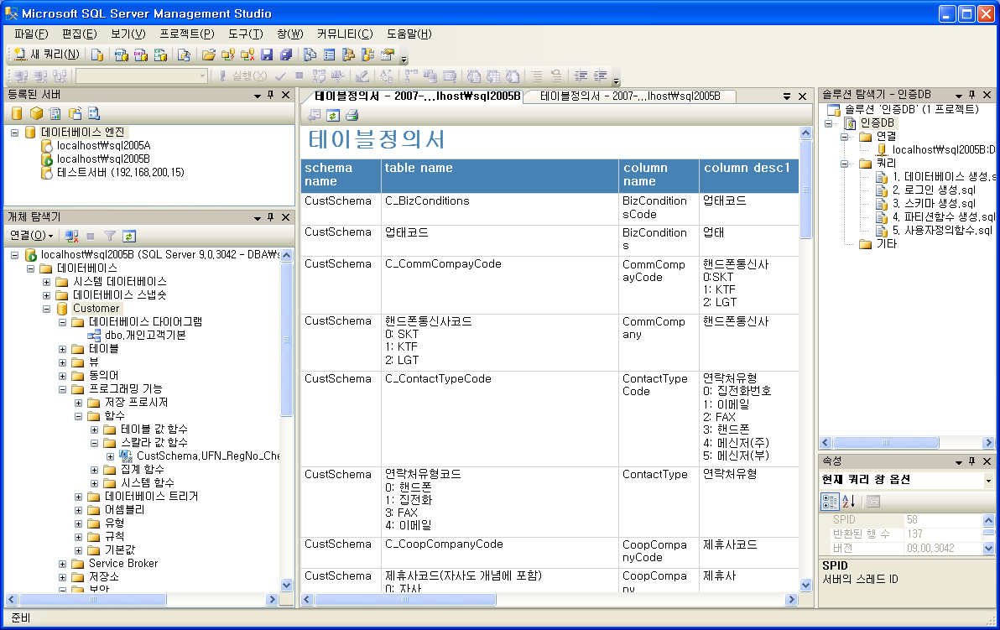 Microsoft SQL Server Management Studio
파일(F) 편집(E) 보기(V) 프로젝트(P) 도구(T) 창(W) 커뮤니티(C) 도움말(H)
새 쿼리(N)
실행(X)
등록된 서버
데이터베이스 엔진
localhost₩sql2005A
localhost₩sql2005B
테스트서버 (192.168.200.15)
개체 탐색기
연결(O)
localhost₩sql2005B (SQL Server 9.0.3042 - DBA₩s
데이터베이스
시스템 데이터베이스
데이터베이스 스냅숏
Customer
데이터베이스 다이어그램
dbo.개인고객기본
테이블
뷰
동의어
프로그래밍 기능
저장 프로시저
함수
테이블 값 함수
스칼라 값 함수
CustSchema.UFN_RegNo_Che
집계 함수
시스템 함수
데이터베이스 트리거
어셈블리
유형
규칙
기본값
Service Broker
저장소
보안
테이블정의서 - 2007-...lhost₩sql2005B 테이블정의서 - 2007-...lhost₩sql2005B
테이블정의서
schema name table name column name column desc1
CustSchema C_BizConditions BizConditionsCode 업태코드
CustSchema 업태코드 BizConditions 업태
CustSchema C_CommCompayCode CommCompayCode 핸드폰통신사
0:SKT
1: KTF
2: LGT
CustSchema 핸드폰통신사코드 CommCompany 핸드폰통신사
0: SKT
1: KTF
2: LGT
CustSchema C_ContactTypeCode ContactTypeCode 연락처유형
0: 집전화번호
1: 이메일
2: FAX
3: 핸드폰
4: 메신저(주)
5: 메신저(부)
CustSchema 연락처유형코드 ContactType 연락처유형
0: 핸드폰
1: 집전화
3: FAX
4: 이메일
CustSchema C_CoopCompanyCode CoopCompanyCode 제휴사코드
CustSchema 제휴사코드(자사도 개념에 포함) CoopCompany 제휴사
0: 자사
솔루션 탐색기 - 인증DB
솔루션 '인증DB' (1 프로젝트)
인증DB
연결
localhost₩sql2005B:D
쿼리
1. 데이터베이스 생성.s
2. 로그인 생성.sql
3. 스키마 생성.sql
4. 파티션함수 생성.sql
5. 사용자정의함수.sql
기타
속성
현재 쿼리 창 옵션
SPID 58
반환된 행 수 137
버전 09.00.3042
SPID
서버의 스레드 ID
준비